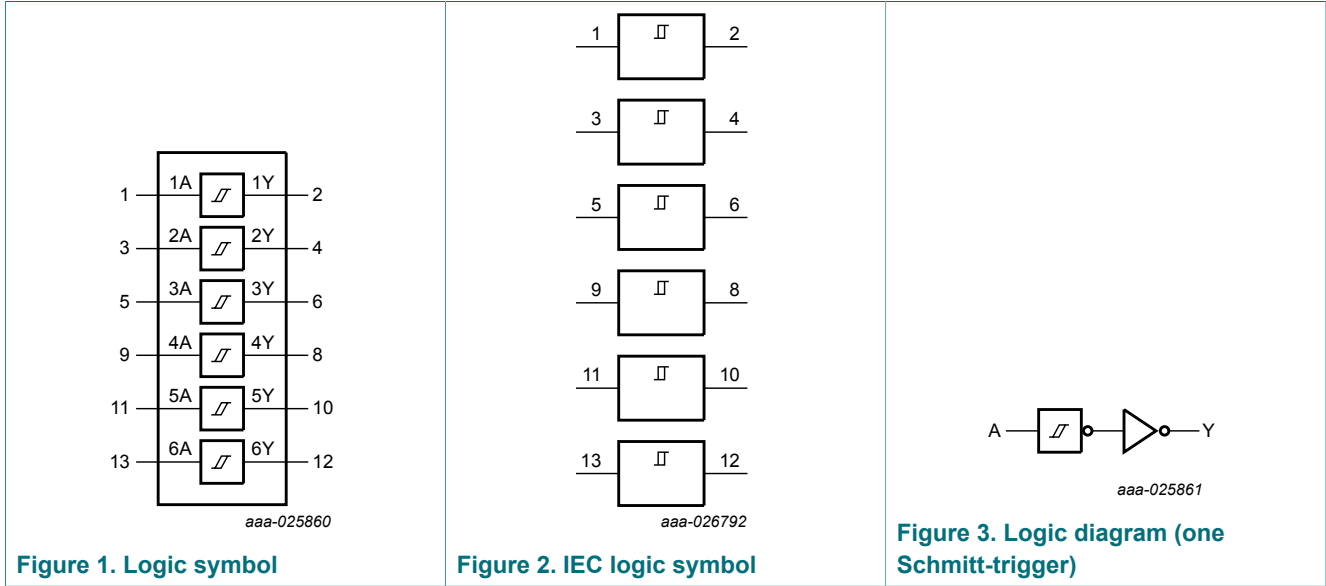 1 1A 1Y 2
3 2A 2Y 4
5 3A 3Y 6
9 4A 4Y 8
11 5A 5Y 10
13 6A 6Y 12
aaa-025860
Figure 1. Logic symbol
1 2
3 4
5 6
9 8
11 10
13 12
aaa-026792
Figure 2. IEC logic symbol
A Y
aaa-025861
Figure 3. Logic diagram (one
Schmitt-trigger)